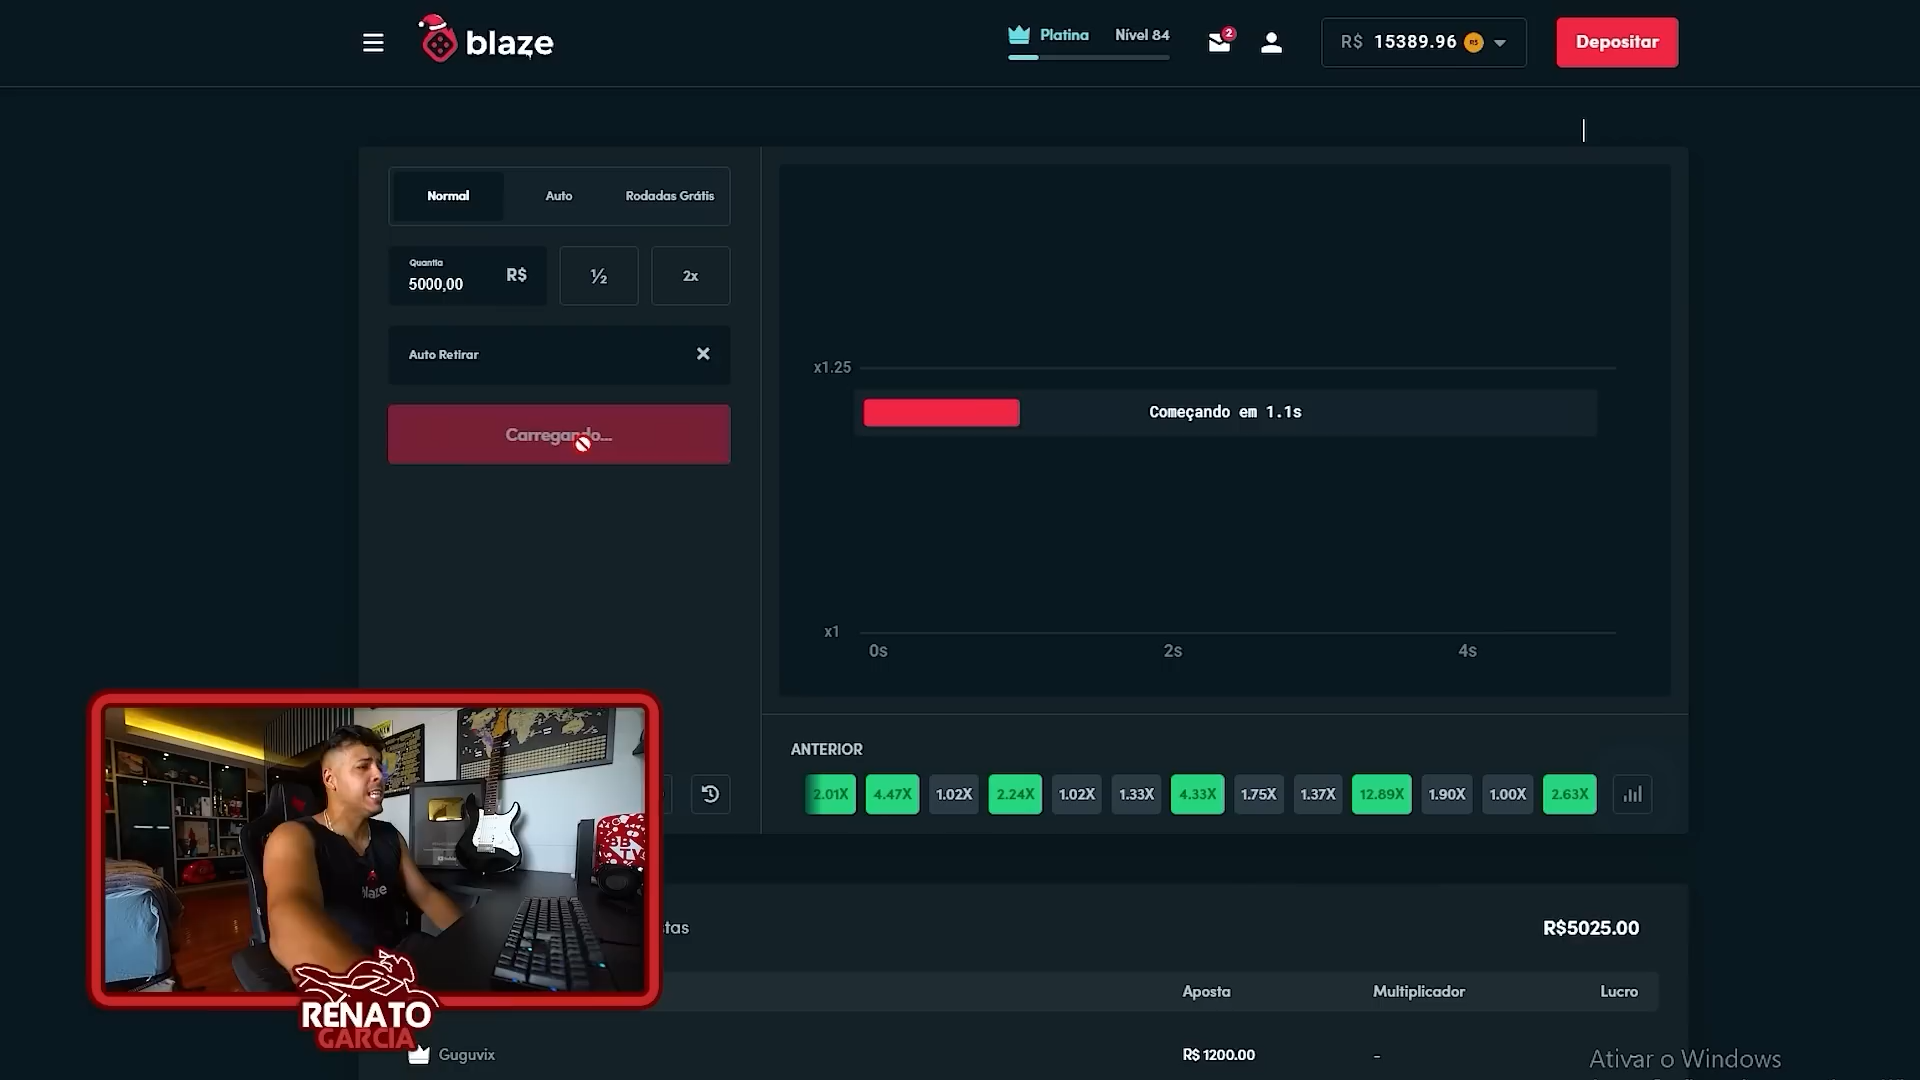 blaze
Platina
Nível 84
2
R$ 15389.96
R$
Depositar
Normal
Auto
Rodadas Grátis
Quantia
5000,00
R$
½
2x
Auto Retirar
Carregando...
x1.25
Começando em 1.1s
x1
0s
2s
4s
ANTERIOR
2.01X
4.47X
1.02X
2.24X
1.02X
1.33X
4.33X
1.75X
1.37X
12.89X
1.90X
1.00X
2.63X
stas
R$5025.00
Aposta
Multiplicador
Lucro
Guguvix
R$ 1200.00
-
blaze
RENATO
GARCIA
Ativar o Windows